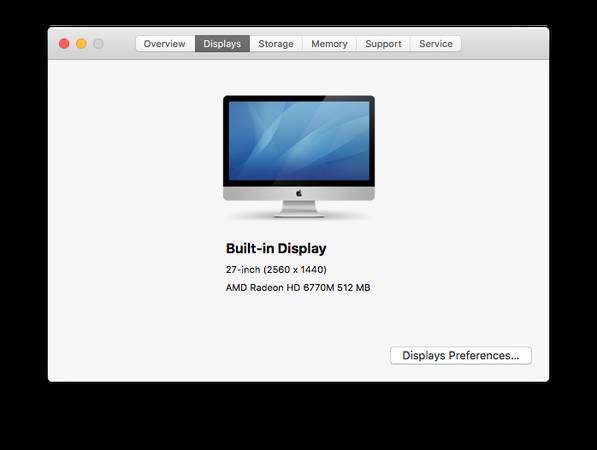 Overview Displays Storage Memory Support Service
Built-in Display
27-inch (2560 x 1440)
AMD Radeon HD 6770M 512 MB
Displays Preferences...